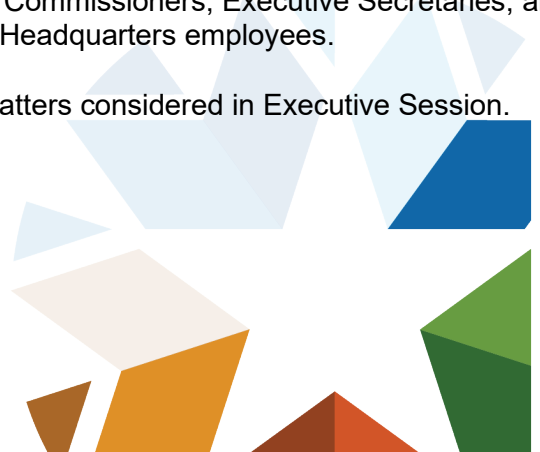 Commissioners, Executive Secretaries, a
Headquarters employees.
atters considered in Executive Session.